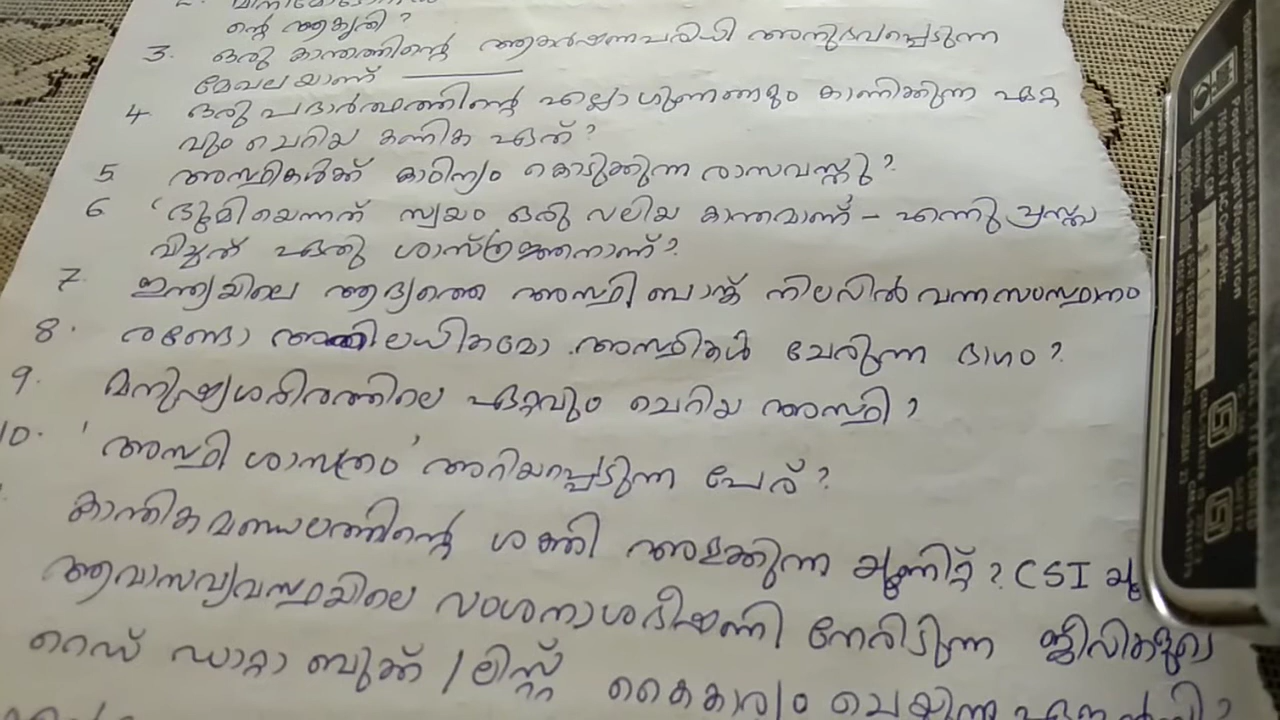 ന്റെ ആകൃതി ?
3. ഒരു കാന്തത്തിന്റെ ആകർഷണപരിധി അനുഭവപ്പെടുന്ന
മേഖലയാണ് ______
4. ഒരു പദാർത്ഥത്തിന്റെ എല്ലാഗുണങ്ങളും കാണിക്കുന്ന ഏറ്റ
വും ചെറിയ കണിക ഏത് ?
5 അസ്ഥികൾക്ക് കാഠിന്യം കൊടുക്കുന്ന രാസവസ്തു ?
6 'ഭൂമിയെന്നത് സ്വയം ഒരു വലിയ കാന്തമാണ് - എന്നു പ്രസ്താ
വിച്ചത് ഏതു ശാസ്ത്രജ്ഞനാണ് ?
7 ഇന്ത്യയിലെ ആദ്യത്തെ അസ്ഥി ബാങ്ക് നിലവിൽ വന്ന സംസ്ഥാനം
8. രണ്ടോ അതിലധികമോ അസ്ഥികൾ ചേരുന്ന ഭാഗം ?
9. മനുഷ്യശരീരത്തിലെ ഏറ്റവും ചെറിയ അസ്ഥി ?
10. 'അസ്ഥി ശാസ്ത്രം' അറിയപ്പെടുന്ന പേര് ?
കാന്തികമണ്ഡലത്തിന്റെ ശക്തി അളക്കുന്ന യൂണിറ്റ് ? (SI യൂ
ആവാസവ്യവസ്ഥയിലെ വംശനാശഭീഷണി നേരിടുന്ന ജീവികളുടെ
റെഡ് ഡാറ്റാ ബുക്ക് / ലിസ്റ്റ് കൈകാര്യം ചെയ്യുന്ന